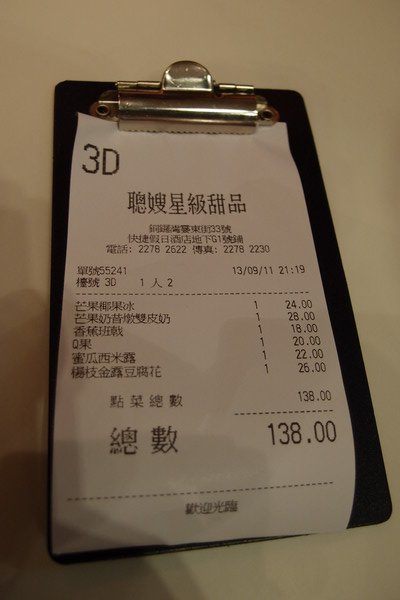 3D
聰嫂星級甜品
銅鑼灣霎東街33號
快捷假日酒店地下G1號舖
電話: 2278 2622 傳真: 2278 2230
單號55241 13/09/11 21:19
檯號 3D 1 人 2
芒果椰果冰 1 24.00
芒果奶昔燉雙皮奶 1 28.00
香蕉班戟 1 18.00
Q果 1 20.00
蜜瓜西米露 1 22.00
楊枝金露豆腐花 1 26.00
點菜總數 138.00
總數 138.00
歡迎光臨